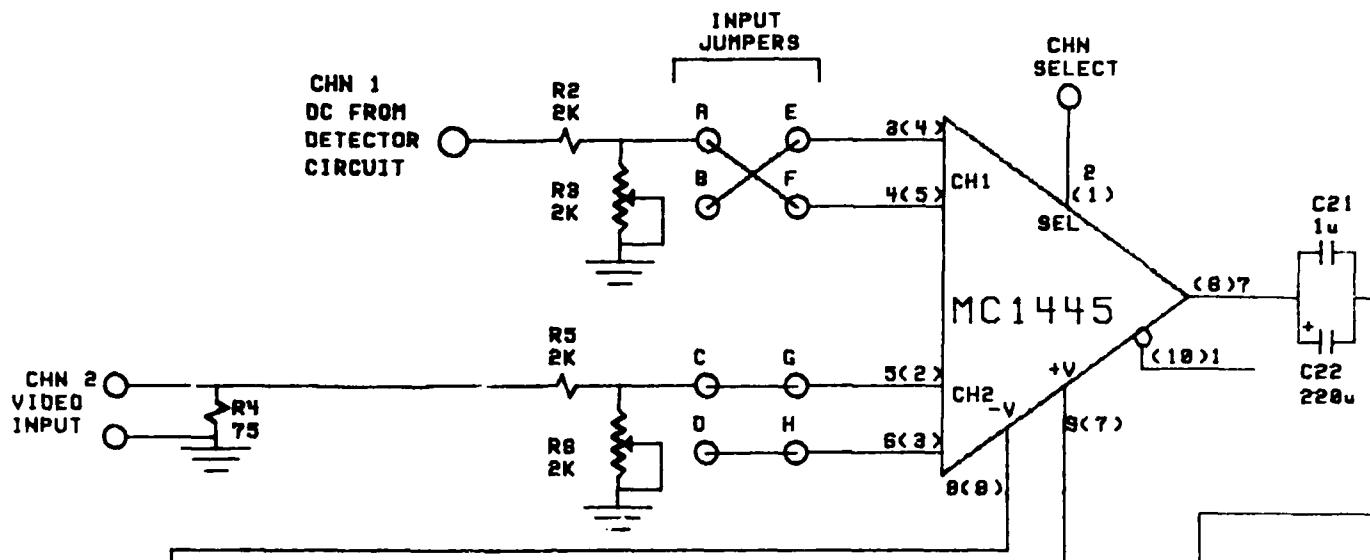 INPUT
JUMPERS
CHN
SELECT
CHN 1
DC FROM
DETECTOR
CIRCUIT
R2
2K
A
E
3(4)
R3
2K
B
F
4(5)
CH1
2
(1)
SEL
C21
1u
MC1445
(8)7
+
C22
220u
(10)1
R5
2K
C
G
5(2)
CH2
-V
+V
9(7)
CHN 2
VIDEO
INPUT
R4
75
R6
2K
D
H
6(3)